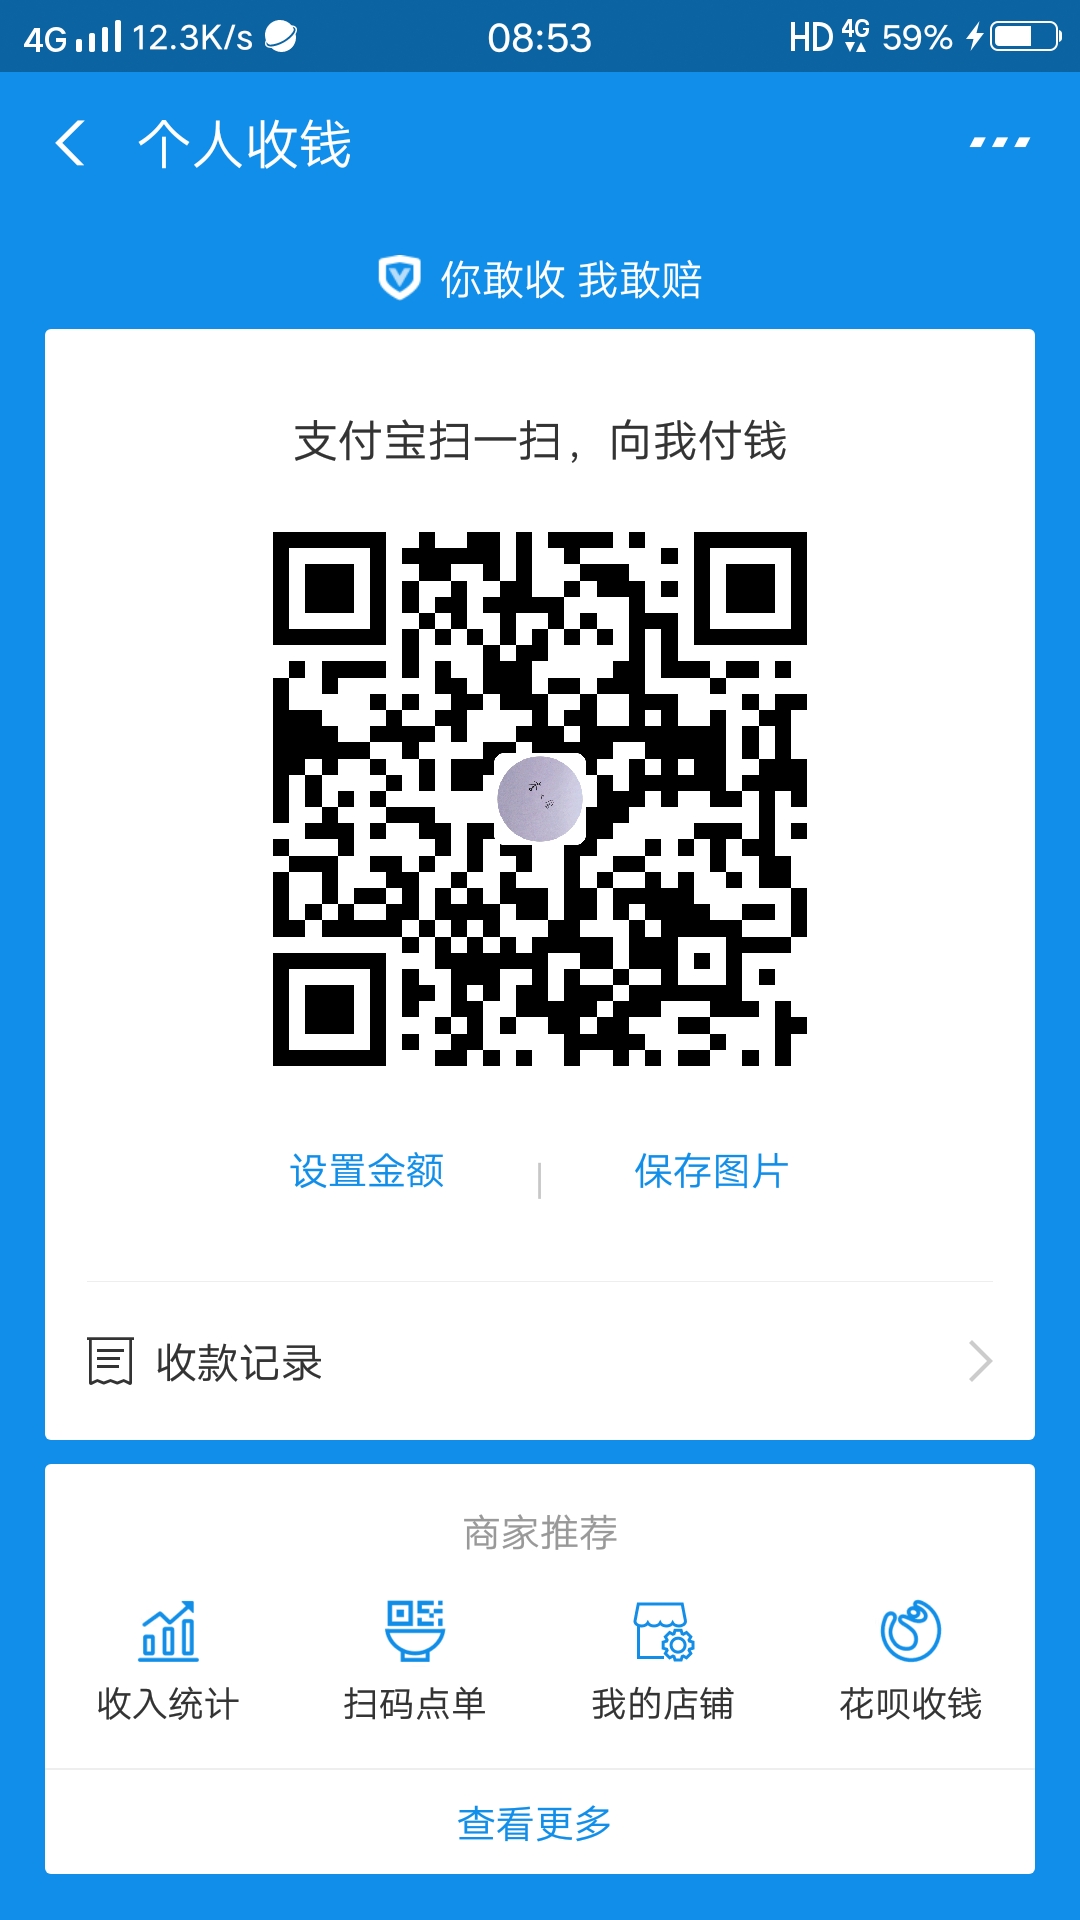 4G 12.3K/s 08:53 HD 4G 59%
个人收钱
你敢收 我敢赔
支付宝扫一扫，向我付钱
设置金额 保存图片
收款记录
商家推荐
收入统计 扫码点单 我的店铺 花呗收钱
查看更多